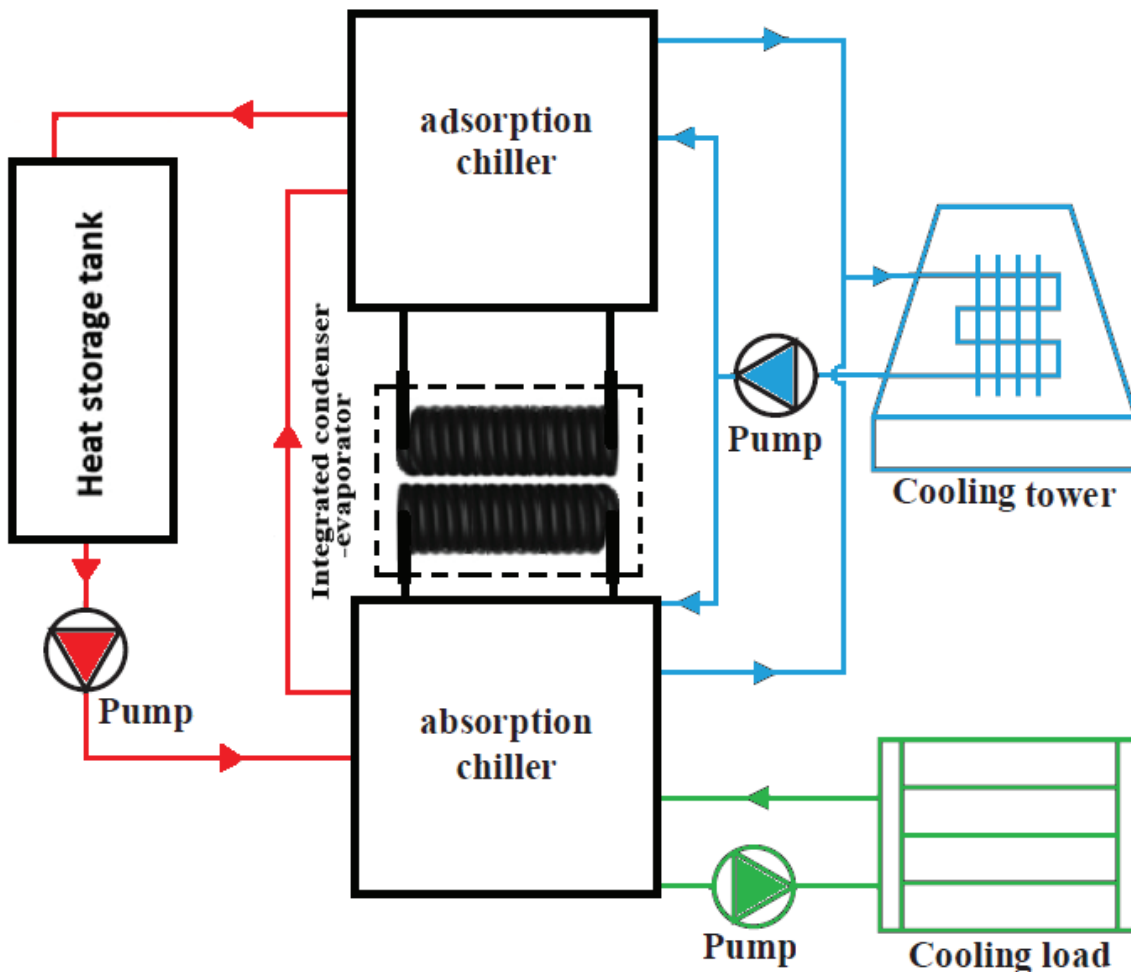 adsorption
chiller
Heat storage tank
Integrated condenser
-evaporator
Pump
Cooling tower
Pump
absorption
chiller
Pump
Cooling load